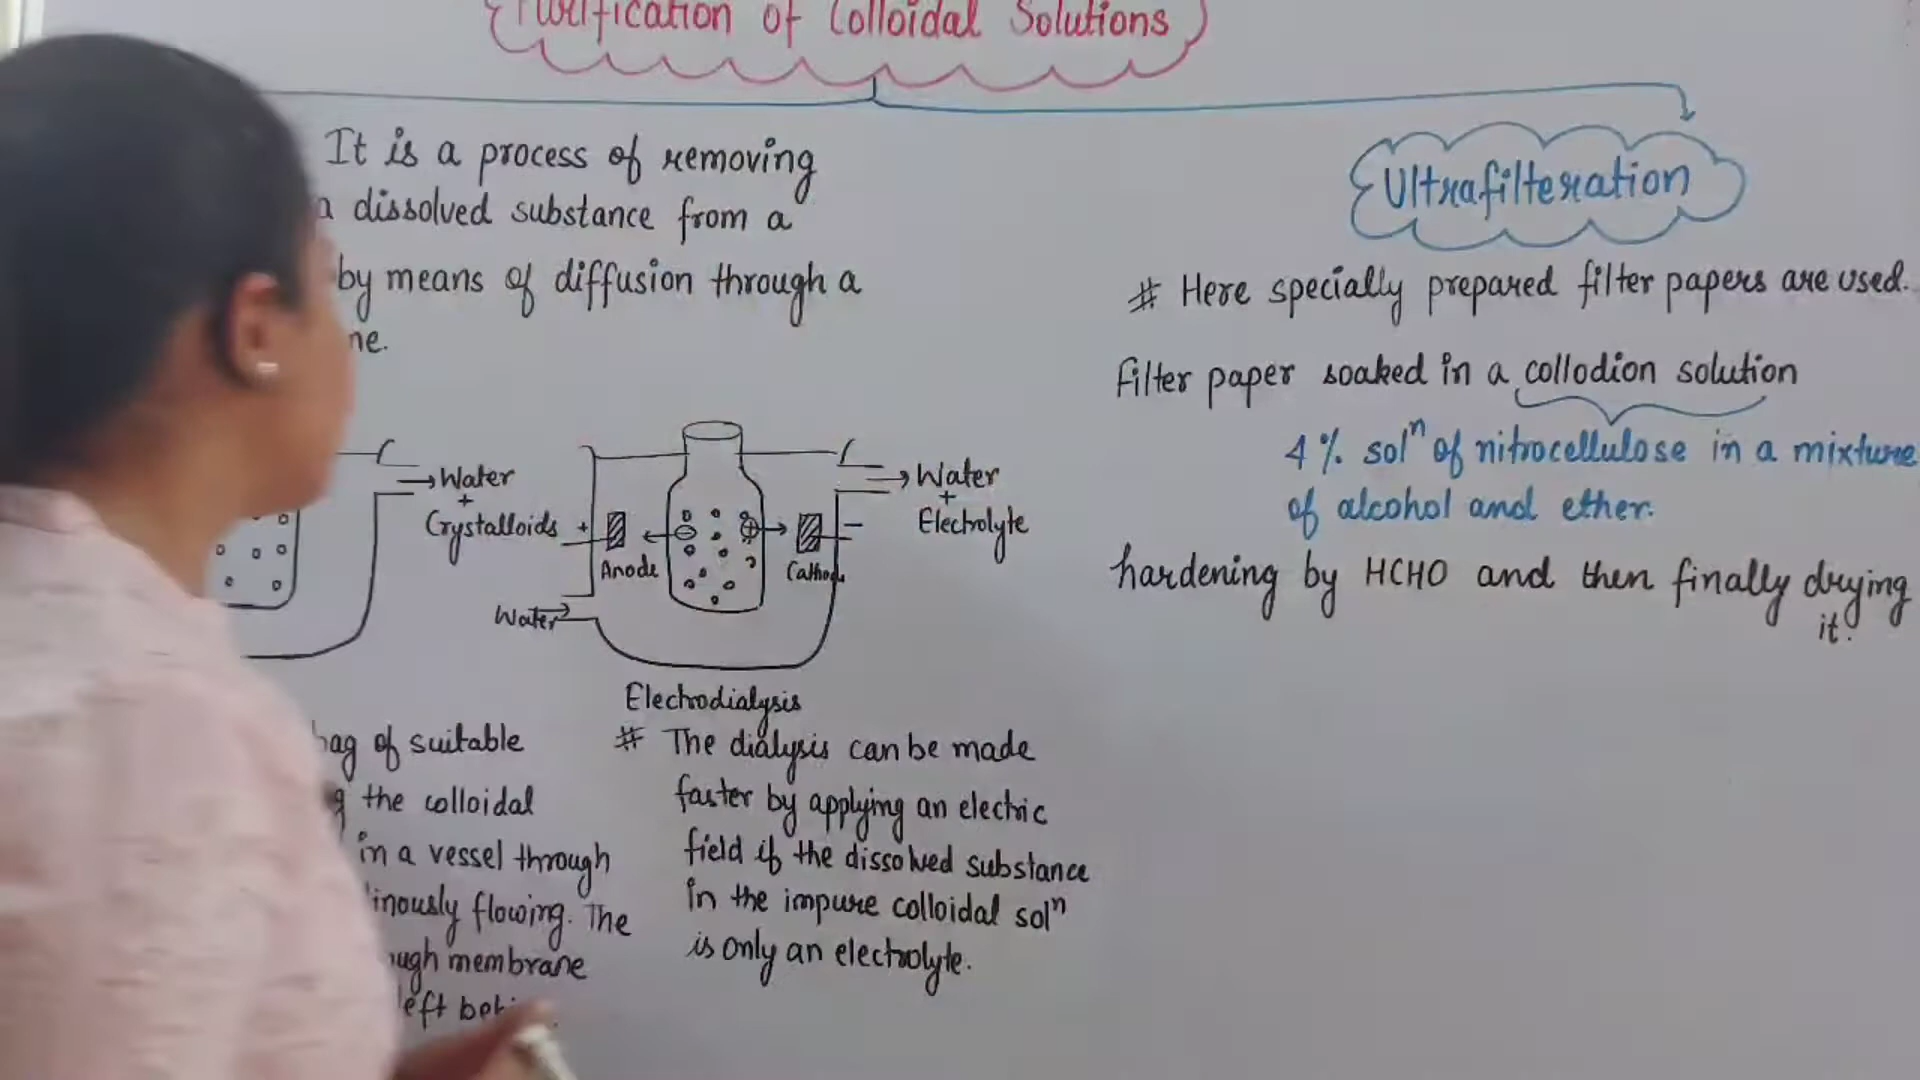 Purification of Colloidal Solutions
It is a process of removing
a dissolved substance from a
by means of diffusion through a
Water
+
Crystalloids
+
Anode
Cathode
−
Water
+
Electrolyte
Water
Electrodialysis
bag of suitable
the colloidal
in a vessel through
flowing. The
membrane
left
# The dialysis can be made
faster by applying an electric
field if the dissolved substance
in the impure colloidal solⁿ
is only an electrolyte.
Ultrafilteration
# Here specially prepared filter papers are used.
Filter paper soaked in a collodion solution
4% solⁿ of nitrocellulose in a mixture
of alcohol and ether.
hardening by HCHO and then finally drying
it.